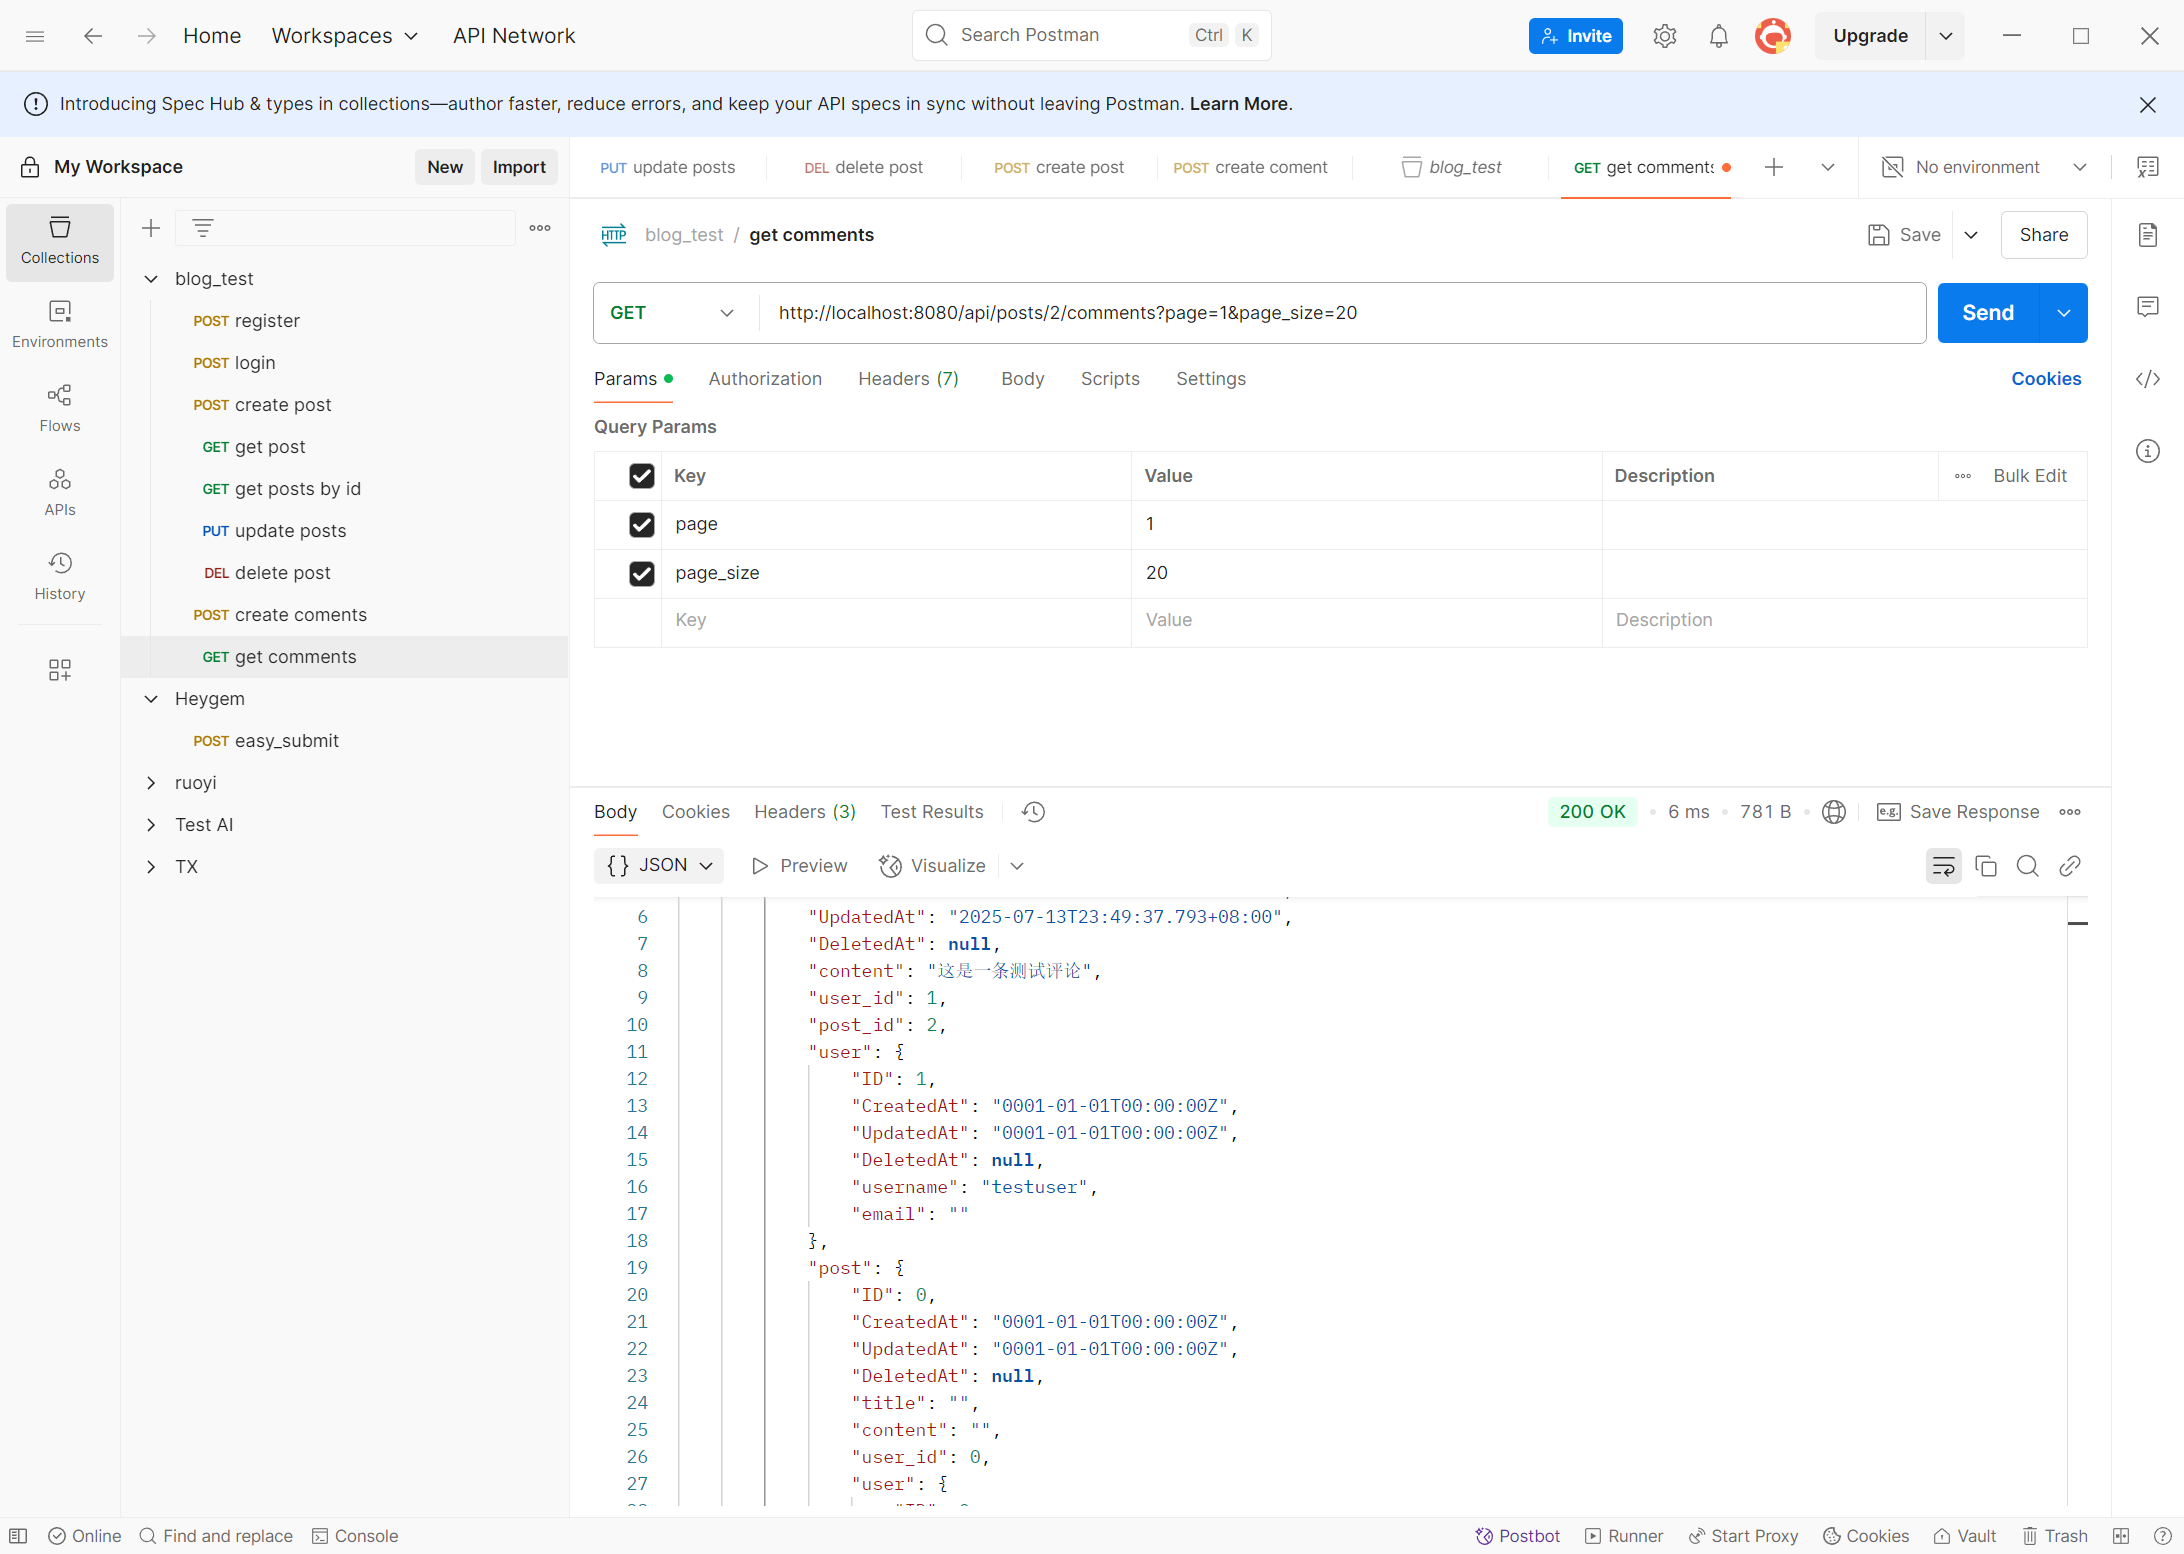 Home Workspaces API Network Search Postman Ctrl K Invite Upgrade
Introducing Spec Hub & types in collections—author faster, reduce errors, and keep your API specs in sync without leaving Postman. Learn More.
My Workspace New Import
PUT update posts DEL delete post POST create post POST create coment blog_test GET get comments No environment
Collections
Environments
Flows
APIs
History
blog_test
POST register
POST login
POST create post
GET get post
GET get posts by id
PUT update posts
DEL delete post
POST create coments
GET get comments
Heygem
POST easy_submit
ruoyi
Test AI
TX
HTTP blog_test / get comments Save Share
GET http://localhost:8080/api/posts/2/comments?page=1&page_size=20 Send
Params Authorization Headers (7) Body Scripts Settings Cookies
Query Params
Key Value Description Bulk Edit
page 1
page_size 20
Key Value Description
Body Cookies Headers (3) Test Results 200 OK 6 ms 781 B e.g. Save Response
{} JSON Preview Visualize
6 "UpdatedAt": "2025-07-13T23:49:37.793+08:00",
7 "DeletedAt": null,
8 "content": "这是一条测试评论",
9 "user_id": 1,
10 "post_id": 2,
11 "user": {
12 "ID": 1,
13 "CreatedAt": "0001-01-01T00:00:00Z",
14 "UpdatedAt": "0001-01-01T00:00:00Z",
15 "DeletedAt": null,
16 "username": "testuser",
17 "email": ""
18 },
19 "post": {
20 "ID": 0,
21 "CreatedAt": "0001-01-01T00:00:00Z",
22 "UpdatedAt": "0001-01-01T00:00:00Z",
23 "DeletedAt": null,
24 "title": "",
25 "content": "",
26 "user_id": 0,
27 "user": {
Online Find and replace Console Postbot Runner Start Proxy Cookies Vault Trash